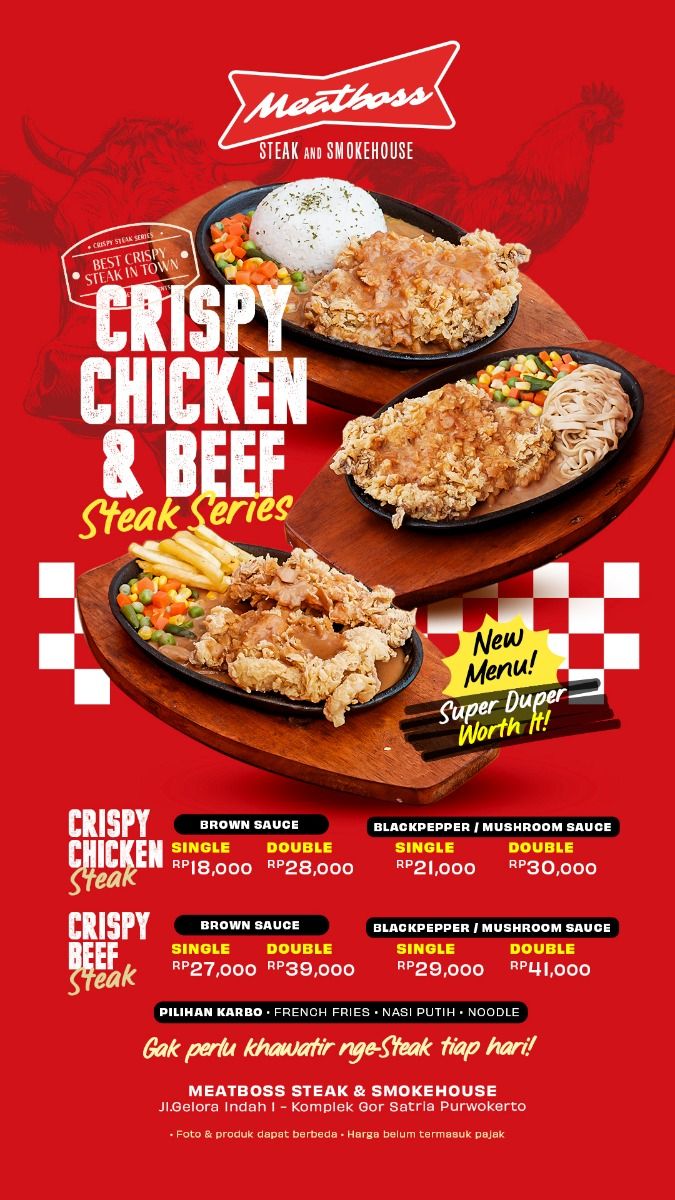 Meatboss
STEAK AND SMOKEHOUSE
• CRISPY STEAK SERIES •
BEST CRISPY
STEAK IN TOWN
CRISPY
CHICKEN
& BEEF
Steak Series
New
Menu!
Super Duper
Worth It!
CRISPY
CHICKEN
Steak
BROWN SAUCE
SINGLE DOUBLE
RP18,000 RP28,000
BLACKPEPPER / MUSHROOM SAUCE
SINGLE DOUBLE
RP21,000 RP30,000
CRISPY
BEEF
Steak
BROWN SAUCE
SINGLE DOUBLE
RP27,000 RP39,000
BLACKPEPPER / MUSHROOM SAUCE
SINGLE DOUBLE
RP29,000 RP41,000
PILIHAN KARBO • FRENCH FRIES • NASI PUTIH • NOODLE
Gak perlu khawatir nge-Steak tiap hari!
MEATBOSS STEAK & SMOKEHOUSE
Jl.Gelora Indah I - Komplek Gor Satria Purwokerto
• Foto & produk dapat berbeda • Harga belum termasuk pajak